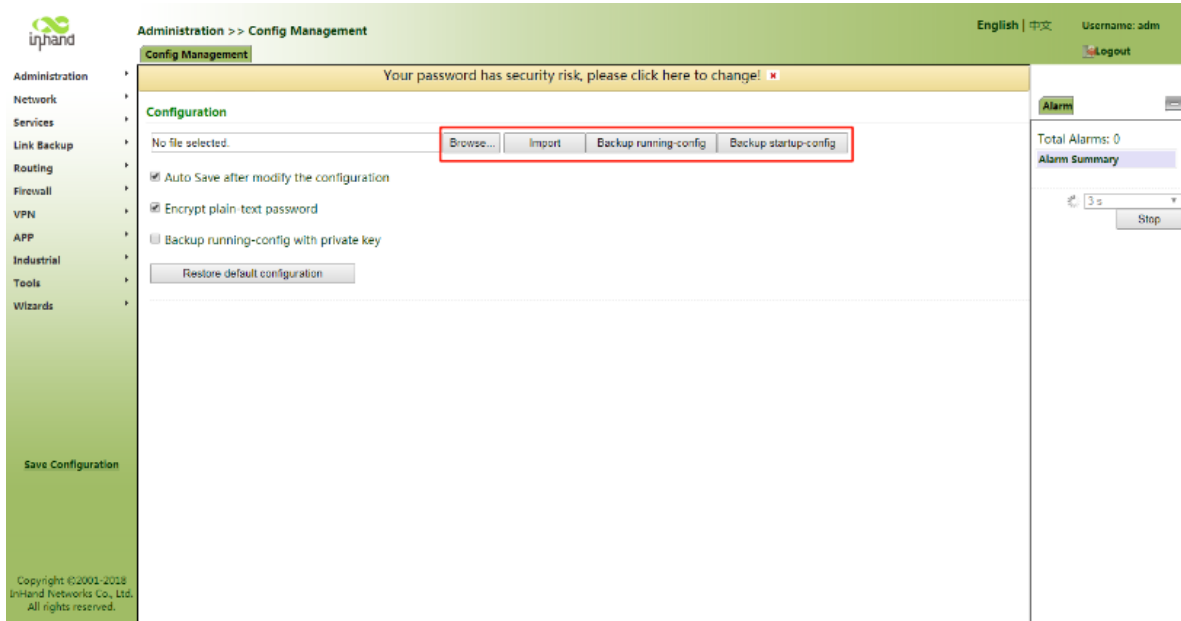 inhand
Administration >> Config Management
English | 中文
Username: adm
Logout
Config Management
Your password has security risk, please click here to change! x
Administration
Network
Services
Link Backup
Routing
Firewall
VPN
APP
Industrial
Tools
Wizards
Configuration
No file selected.
Browse...
Import
Backup running-config
Backup startup-config
Auto Save after modify the configuration
Encrypt plain-text password
Backup running-config with private key
Restore default configuration
Alarm
Total Alarms: 0
Alarm Summary
3 s
Stop
Save Configuration
Copyright ©2001-2018
InHand Networks Co., Ltd.
All rights reserved.